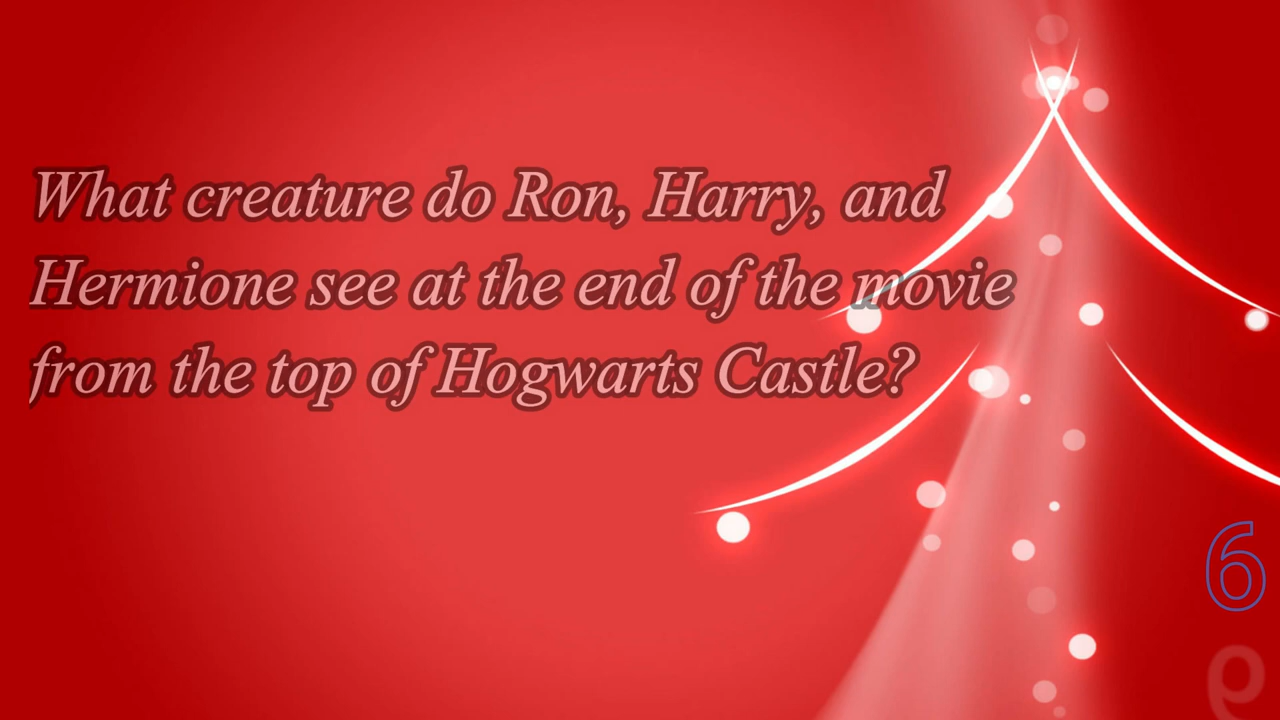 What creature do Ron, Harry, and
Hermione see at the end of the movie
from the top of Hogwarts Castle?
6